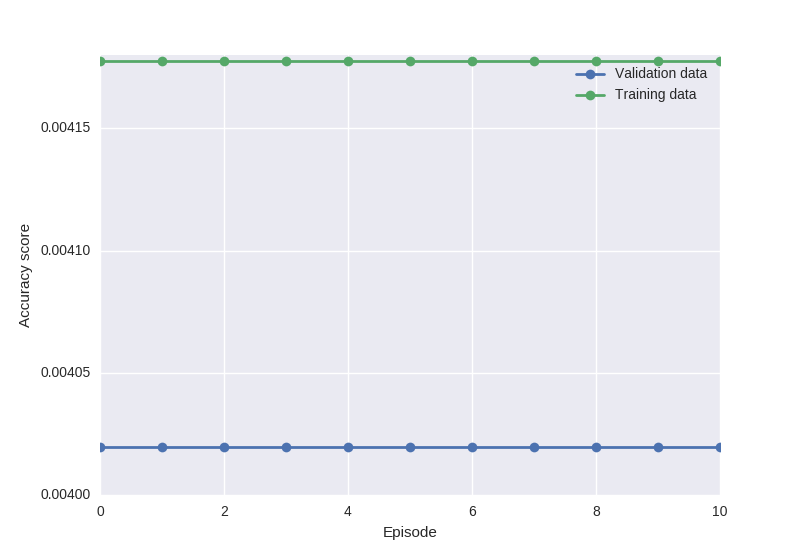 Validation data
Training data
0.00415
0.00410
0.00405
0.00400
Accuracy score
0 2 4 6 8 10
Episode